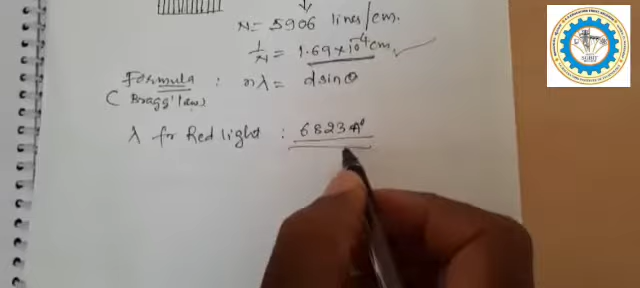 N = 5906 lines/cm.
1/N = 1.69×10⁻⁴ cm.
Formula : nλ = d sinθ
( Bragg's law)
λ for Red light : 6823 A°